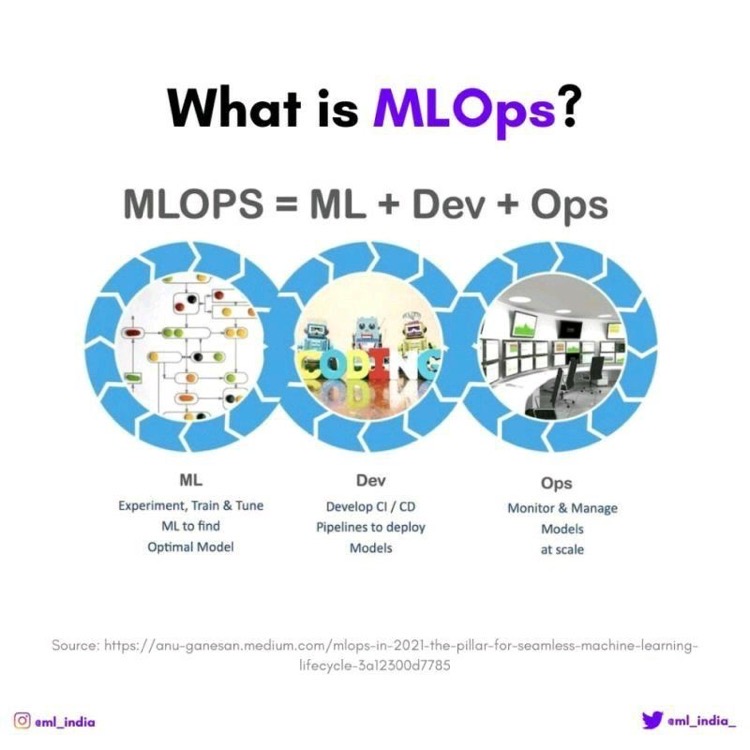 What is MLOps?
MLOPS = ML + Dev + Ops
CODING
ML
Experiment, Train & Tune
ML to find
Optimal Model
Dev
Develop CI / CD
Pipelines to deploy
Models
Ops
Monitor & Manage
Models
at scale
Source: https://anu-ganesan.medium.com/mlops-in-2021-the-pillar-for-seamless-machine-learning-
lifecycle-3a12300d7785
@ml_india
@ml_india_